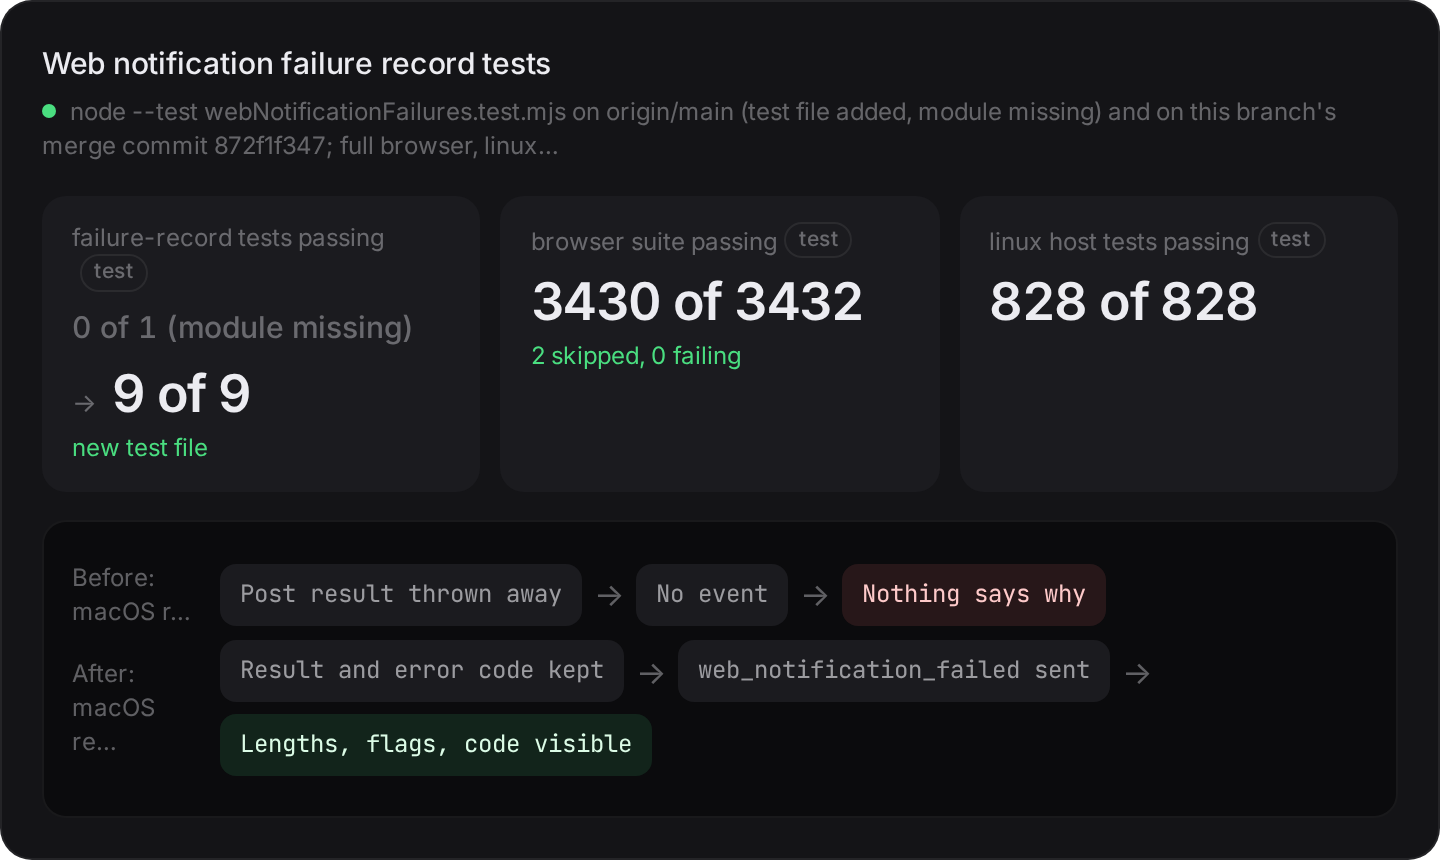 Web notification failure record tests
node --test webNotificationFailures.test.mjs on origin/main (test file added, module missing) and on this branch's
merge commit 872f1f347; full browser, linux...
failure-record tests passing
test
0 of 1 (module missing)
→ 9 of 9
new test file
browser suite passing test
3430 of 3432
2 skipped, 0 failing
linux host tests passing test
828 of 828
Before:
macOS r...
Post result thrown away → No event → Nothing says why
After:
macOS
re...
Result and error code kept → web_notification_failed sent →
Lengths, flags, code visible